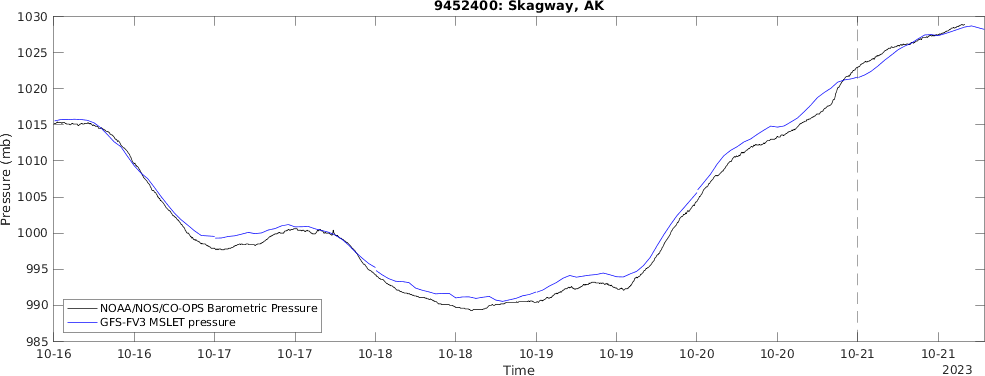 9452400: Skagway, AK
1030
1025
1020
1015
1010
1005
1000
995
990
985
Pressure (mb)
NOAA/NOS/CO-OPS Barometric Pressure
GFS-FV3 MSLET pressure
10-16 10-16 10-17 10-17 10-18 10-18 10-19 10-19 10-20 10-20 10-21 10-21
Time
2023